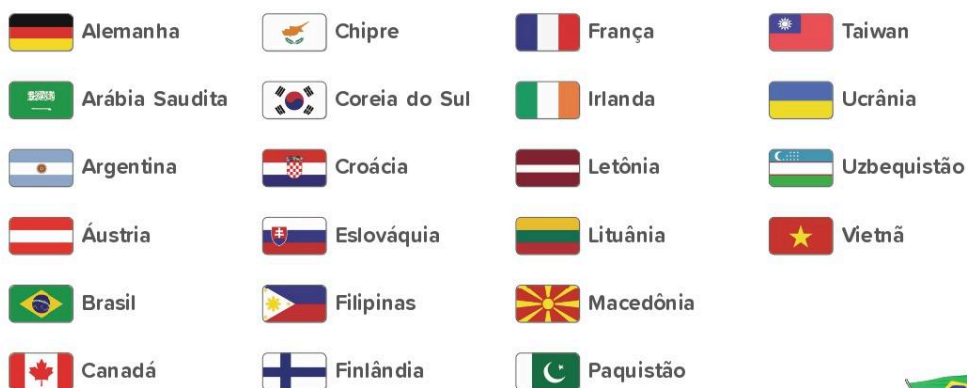 Alemanha
Arábia Saudita
Argentina
Áustria
Brasil
Canadá
Chipre
Coreia do Sul
Croácia
Eslováquia
Filipinas
Finlândia
França
Irlanda
Letônia
Lituânia
Macedônia
Paquistão
Taiwan
Ucrânia
Uzbequistão
Vietnã